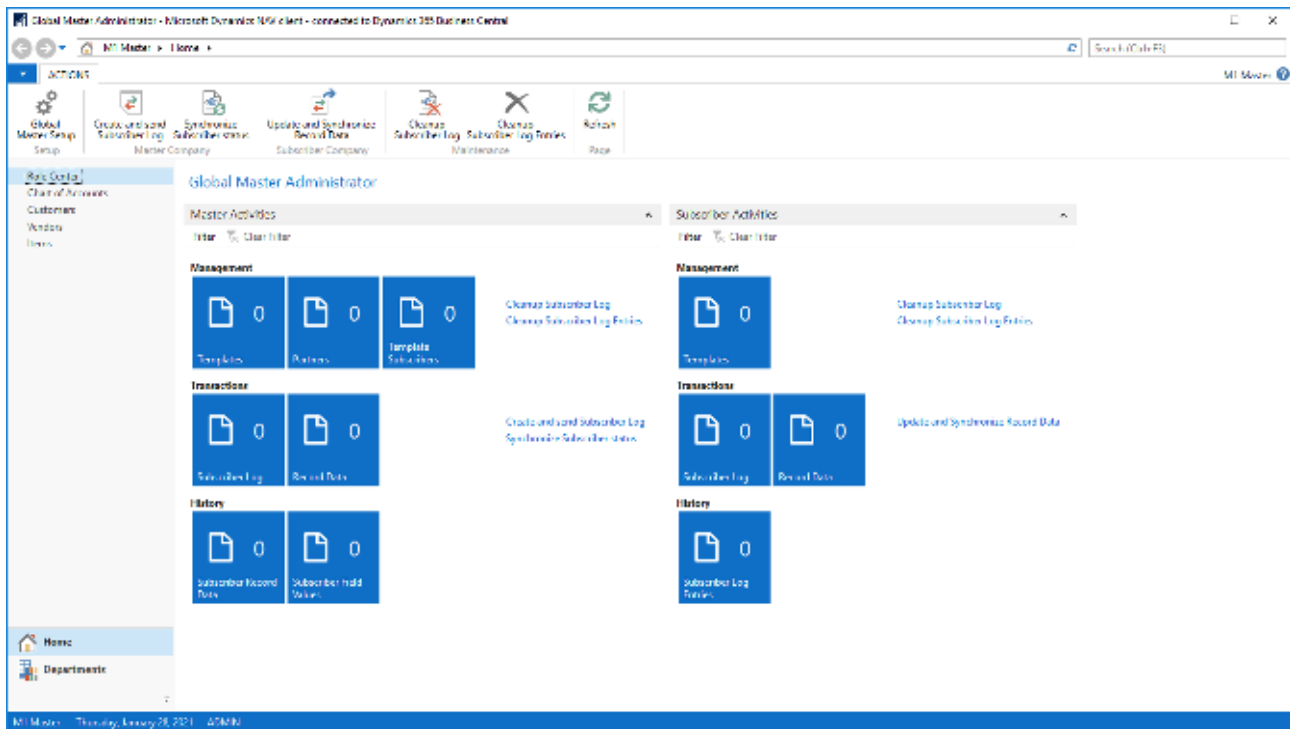 Global Master Administrator - Microsoft Dynamics NAV client - connected to Dynamics 365 Business Central
M1 Master Home
Search (Ctrl+F3)
ACTIONS
M1 Master
Global Master Setup
Create and send Subscriber Log
Synchronize Subscriber status
Update and Synchronize Record Data
Cleanup Subscriber Log
Cleanup Subscriber Log Entries
Refresh
Setup
Master Company
Subscriber Company
Maintenance
Page
Role Center
Chart of Accounts
Customers
Vendors
Items
Global Master Administrator
Master Activities
Filter Clear Filter
Management
0
Templates
0
Partners
0
Template Subscribers
Cleanup Subscriber Log
Cleanup Subscriber Log Entries
Transactions
0
Subscriber Log
0
Record Data
Create and send Subscriber Log
Synchronize Subscriber status
History
0
Subscriber Record Data
0
Subscriber Field Values
Subscriber Activities
Filter Clear Filter
Management
0
Templates
Cleanup Subscriber Log
Cleanup Subscriber Log Entries
Transactions
0
Subscriber Log
0
Record Data
Update and Synchronize Record Data
History
0
Subscriber Log Entries
Home
Departments
M1 Master Thursday, January 28, 2021 ADMIN